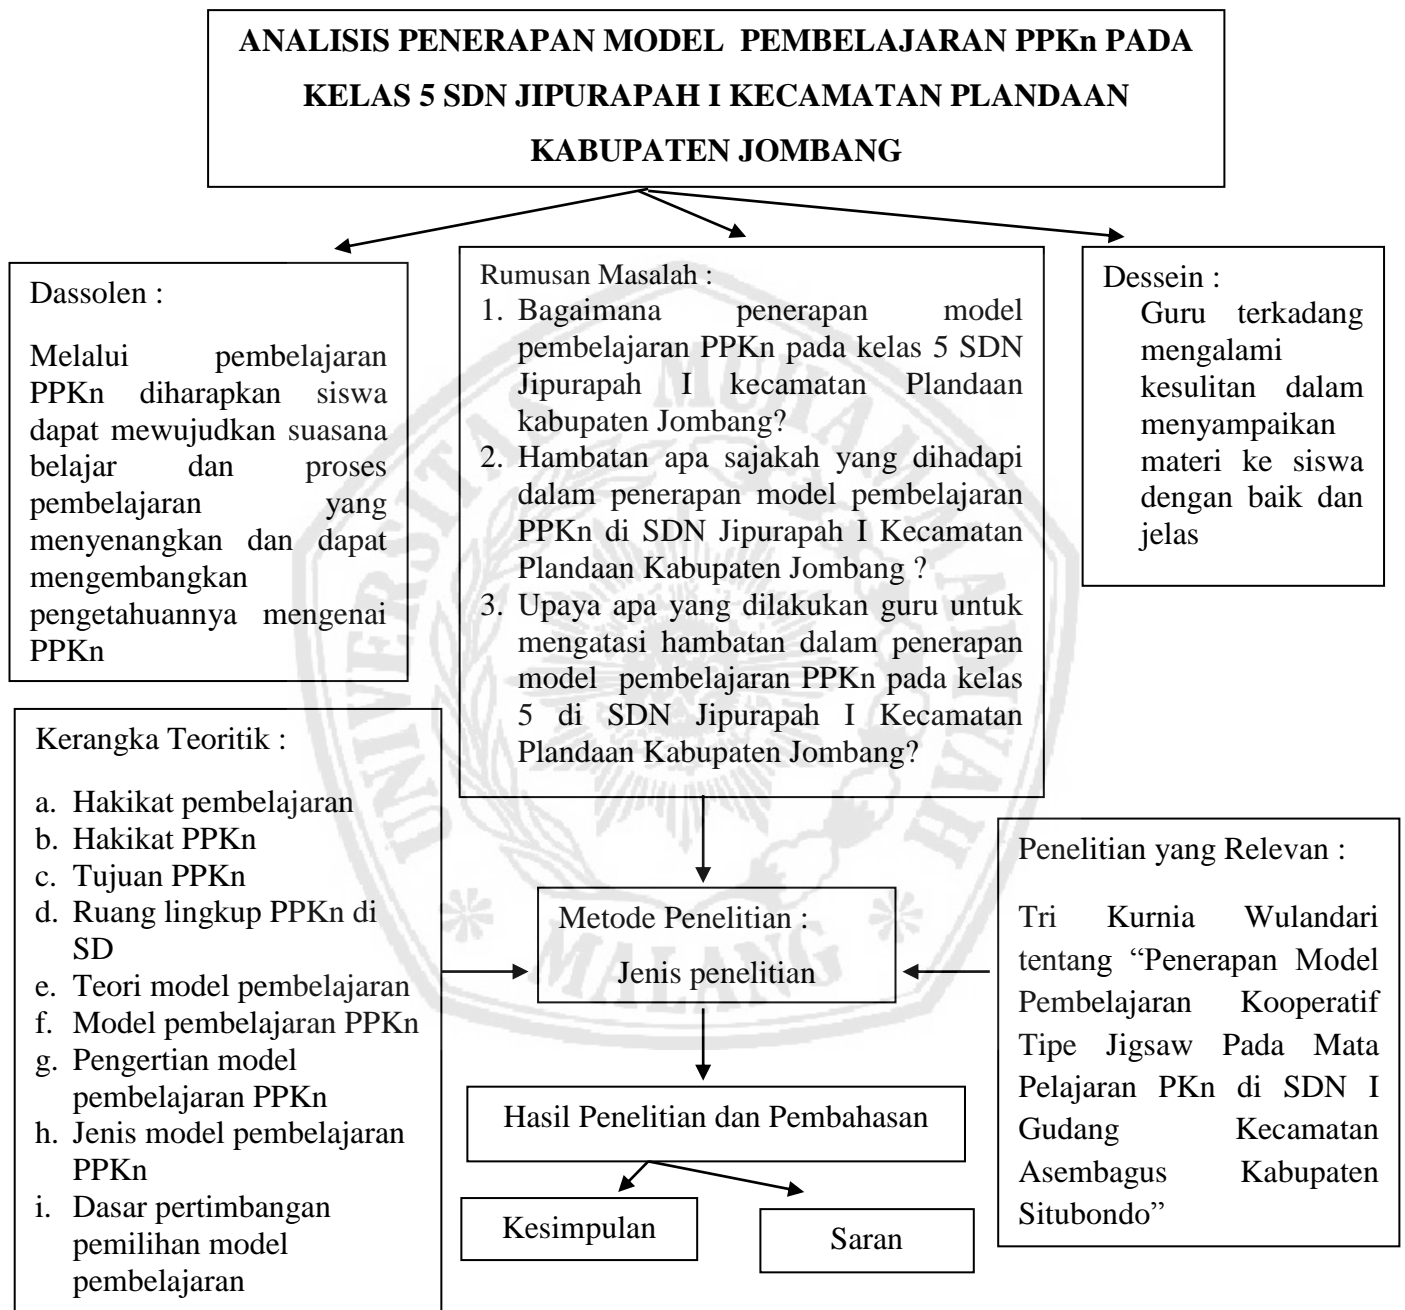 ANALISIS PENERAPAN MODEL PEMBELAJARAN PPKn PADA
KELAS 5 SDN JIPURAPAH I KECAMATAN PLANDAAN
KABUPATEN JOMBANG
Dassolen :
Melalui pembelajaran
PPKn diharapkan siswa
dapat mewujudkan suasana
belajar dan proses
pembelajaran yang
menyenangkan dan dapat
mengembangkan
pengetahuannya mengenai
PPKn
Rumusan Masalah :
1. Bagaimana penerapan model
pembelajaran PPKn pada kelas 5 SDN
Jipurapah I kecamatan Plandaan
kabupaten Jombang?
2. Hambatan apa sajakah yang dihadapi
dalam penerapan model pembelajaran
PPKn di SDN Jipurapah I Kecamatan
Plandaan Kabupaten Jombang ?
3. Upaya apa yang dilakukan guru untuk
mengatasi hambatan dalam penerapan
model pembelajaran PPKn pada kelas
5 di SDN Jipurapah I Kecamatan
Plandaan Kabupaten Jombang?
Dessein :
Guru terkadang
mengalami
kesulitan dalam
menyampaikan
materi ke siswa
dengan baik dan
jelas
Kerangka Teoritik :
a. Hakikat pembelajaran
b. Hakikat PPKn
c. Tujuan PPKn
d. Ruang lingkup PPKn di
SD
e. Teori model pembelajaran
f. Model pembelajaran PPKn
g. Pengertian model
pembelajaran PPKn
h. Jenis model pembelajaran
PPKn
i. Dasar pertimbangan
pemilihan model
pembelajaran
Metode Penelitian :
Jenis penelitian
Penelitian yang Relevan :
Tri Kurnia Wulandari
tentang “Penerapan Model
Pembelajaran Kooperatif
Tipe Jigsaw Pada Mata
Pelajaran PKn di SDN I
Gudang Kecamatan
Asembagus Kabupaten
Situbondo”
Hasil Penelitian dan Pembahasan
Kesimpulan
Saran
UNIVERSITAS MUHAMMADIYAH
MALANG